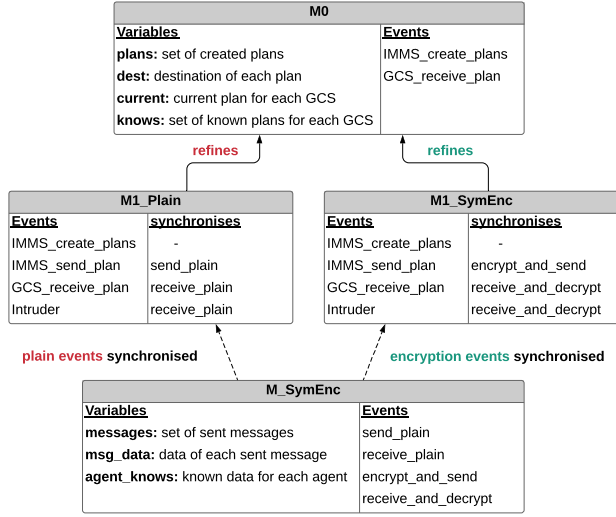 M0
Variables Events
plans: set of created plans IMMS_create_plans
dest: destination of each plan GCS_receive_plan
current: current plan for each GCS
knows: set of known plans for each GCS
refines refines
M1_Plain M1_SymEnc
Events synchronises Events synchronises
IMMS_create_plans - IMMS_create_plans -
IMMS_send_plan send_plain IMMS_send_plan encrypt_and_send
GCS_receive_plan receive_plain GCS_receive_plan receive_and_decrypt
Intruder receive_plain Intruder receive_and_decrypt
plain events synchronised encryption events synchronised
M_SymEnc
Variables Events
messages: set of sent messages send_plain
msg_data: data of each sent message receive_plain
agent_knows: known data for each agent encrypt_and_send
receive_and_decrypt